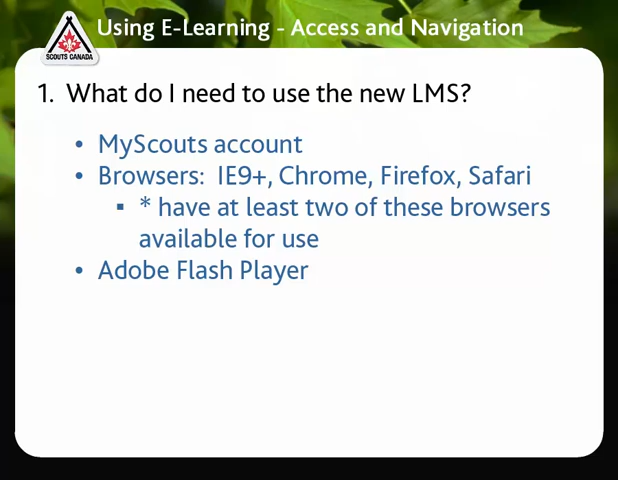 Using E-Learning - Access and Navigation
SCOUTS CANADA
1. What do I need to use the new LMS?
• MyScouts account
• Browsers: IE9+, Chrome, Firefox, Safari
▪ * have at least two of these browsers
available for use
• Adobe Flash Player